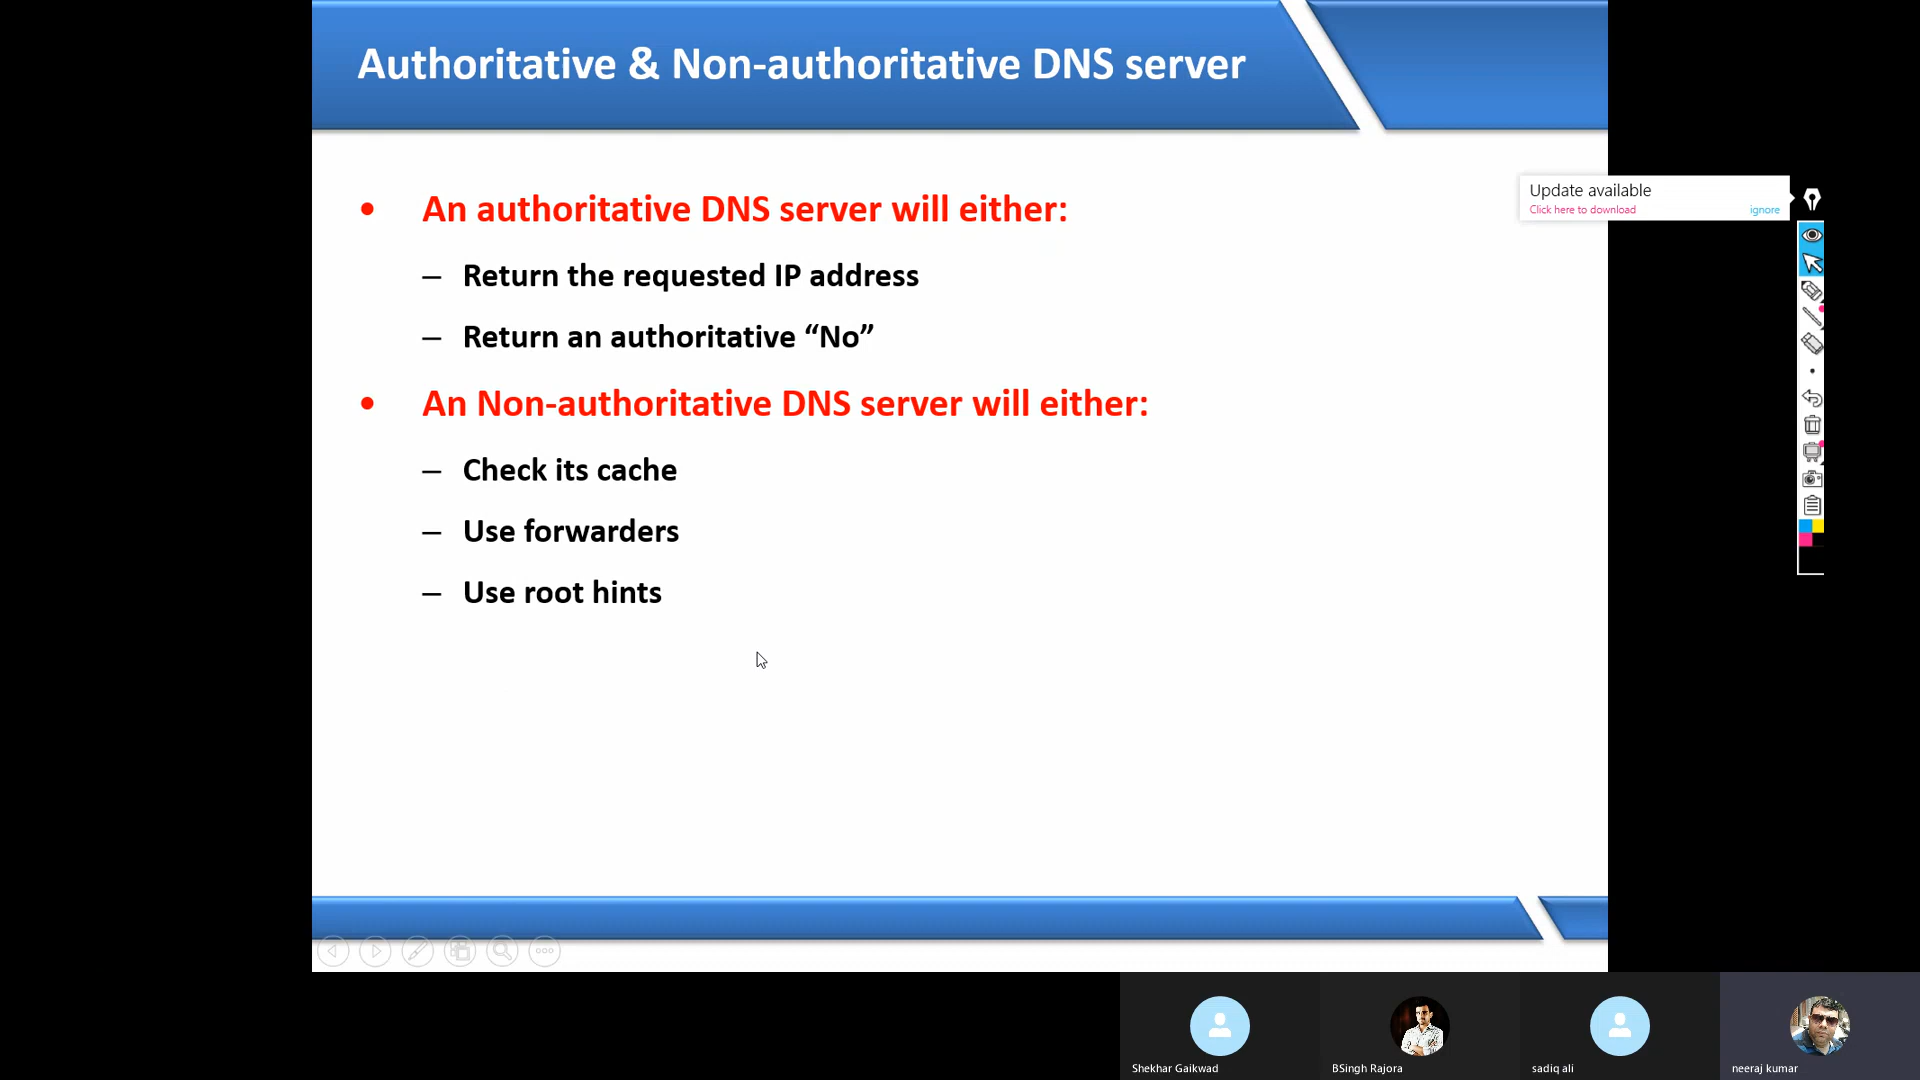 Authoritative & Non-authoritative DNS server
Update available
Click here to download ignore
• An authoritative DNS server will either:
– Return the requested IP address
– Return an authoritative “No”
• An Non-authoritative DNS server will either:
– Check its cache
– Use forwarders
– Use root hints
Shekhar Gaikwad BSingh Rajora sadiq ali neeraj kumar